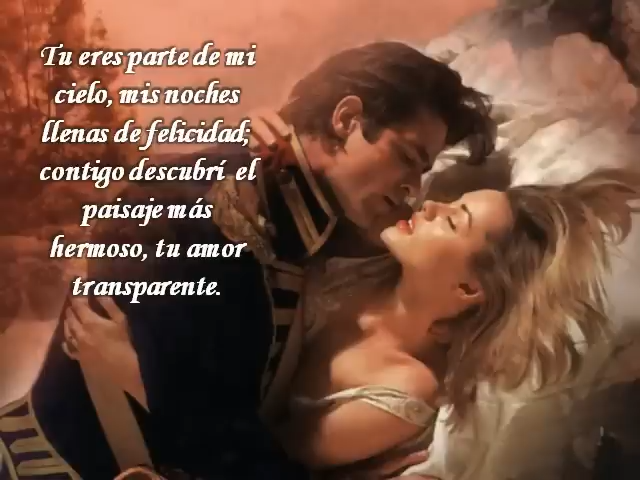 Tu eres parte de mi
cielo, mis noches
llenas de felicidad;
contigo descubrí el
paisaje más
hermoso, tu amor
transparente.